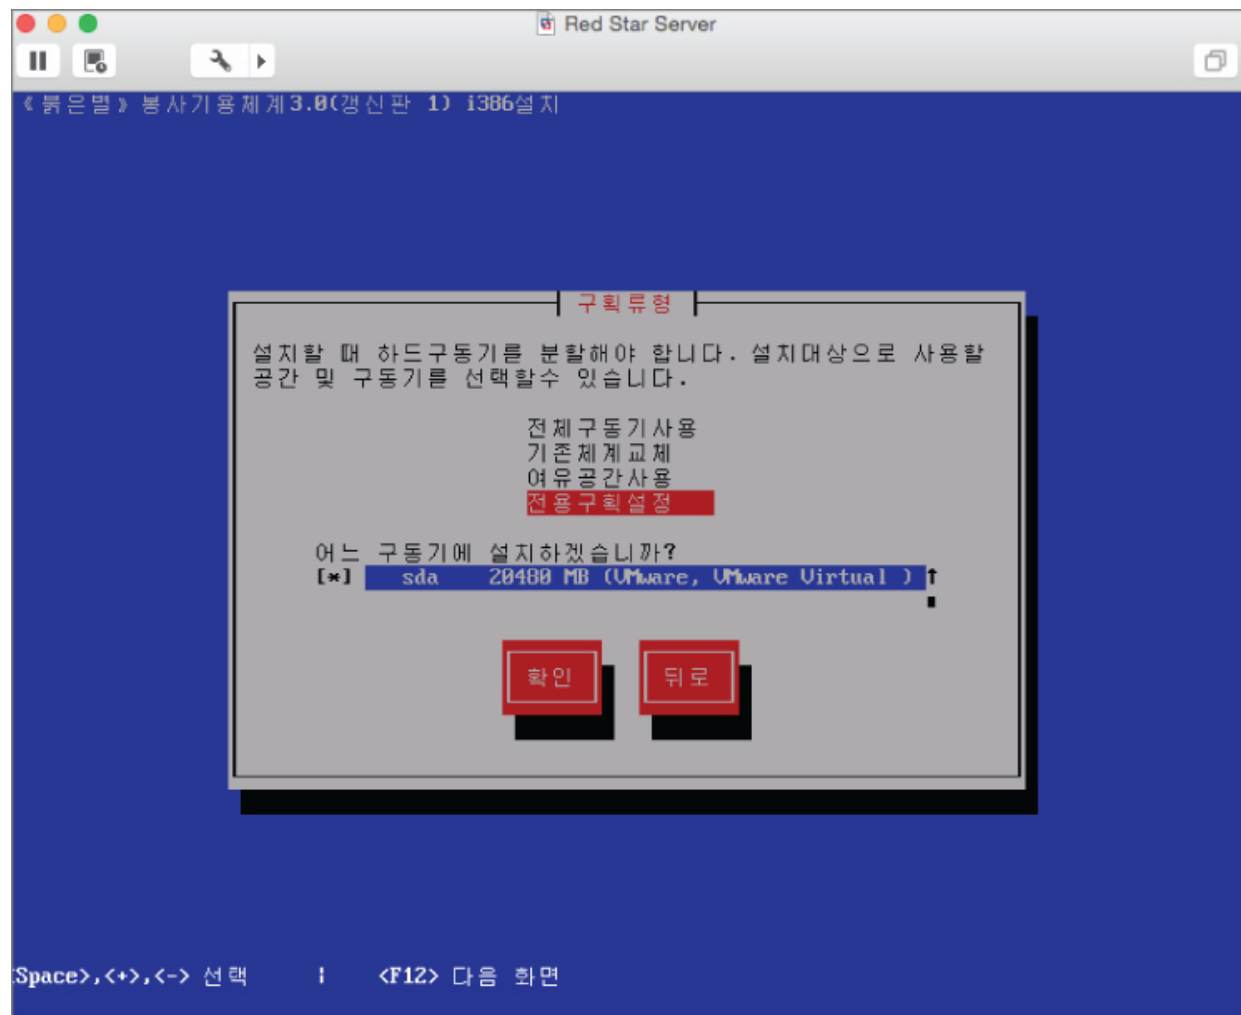 Red Star Server
《붉은별》봉사기용체계3.0(갱신판 1) i386설치
구획류형
설치할 때 하드구동기를 분할해야 합니다. 설치대상으로 사용할
공간 및 구동기를 선택할수 있습니다.
전체구동기사용
기존체계교체
여유공간사용
전용구획설정
어느 구동기에 설치하겠습니까?
[*] sda 20480 MB (VMware, VMware Virtual ) ↑
확인 뒤로
Space>,<+>,<-> 선택 | <F12> 다음 화면